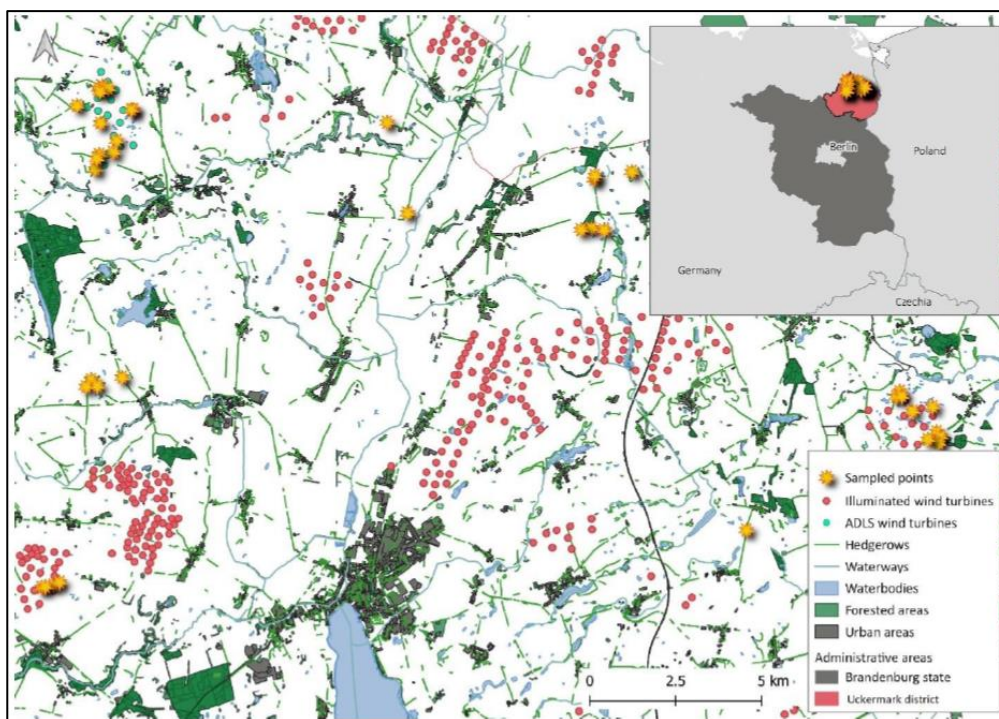 Berlin
Poland
Germany
Czechia
Sampled points
Illuminated wind turbines
ADLS wind turbines
Hedgerows
Waterways
Waterbodies
Forested areas
Urban areas
Administrative areas
Brandenburg state
Uckermark district
0 2.5 5 km